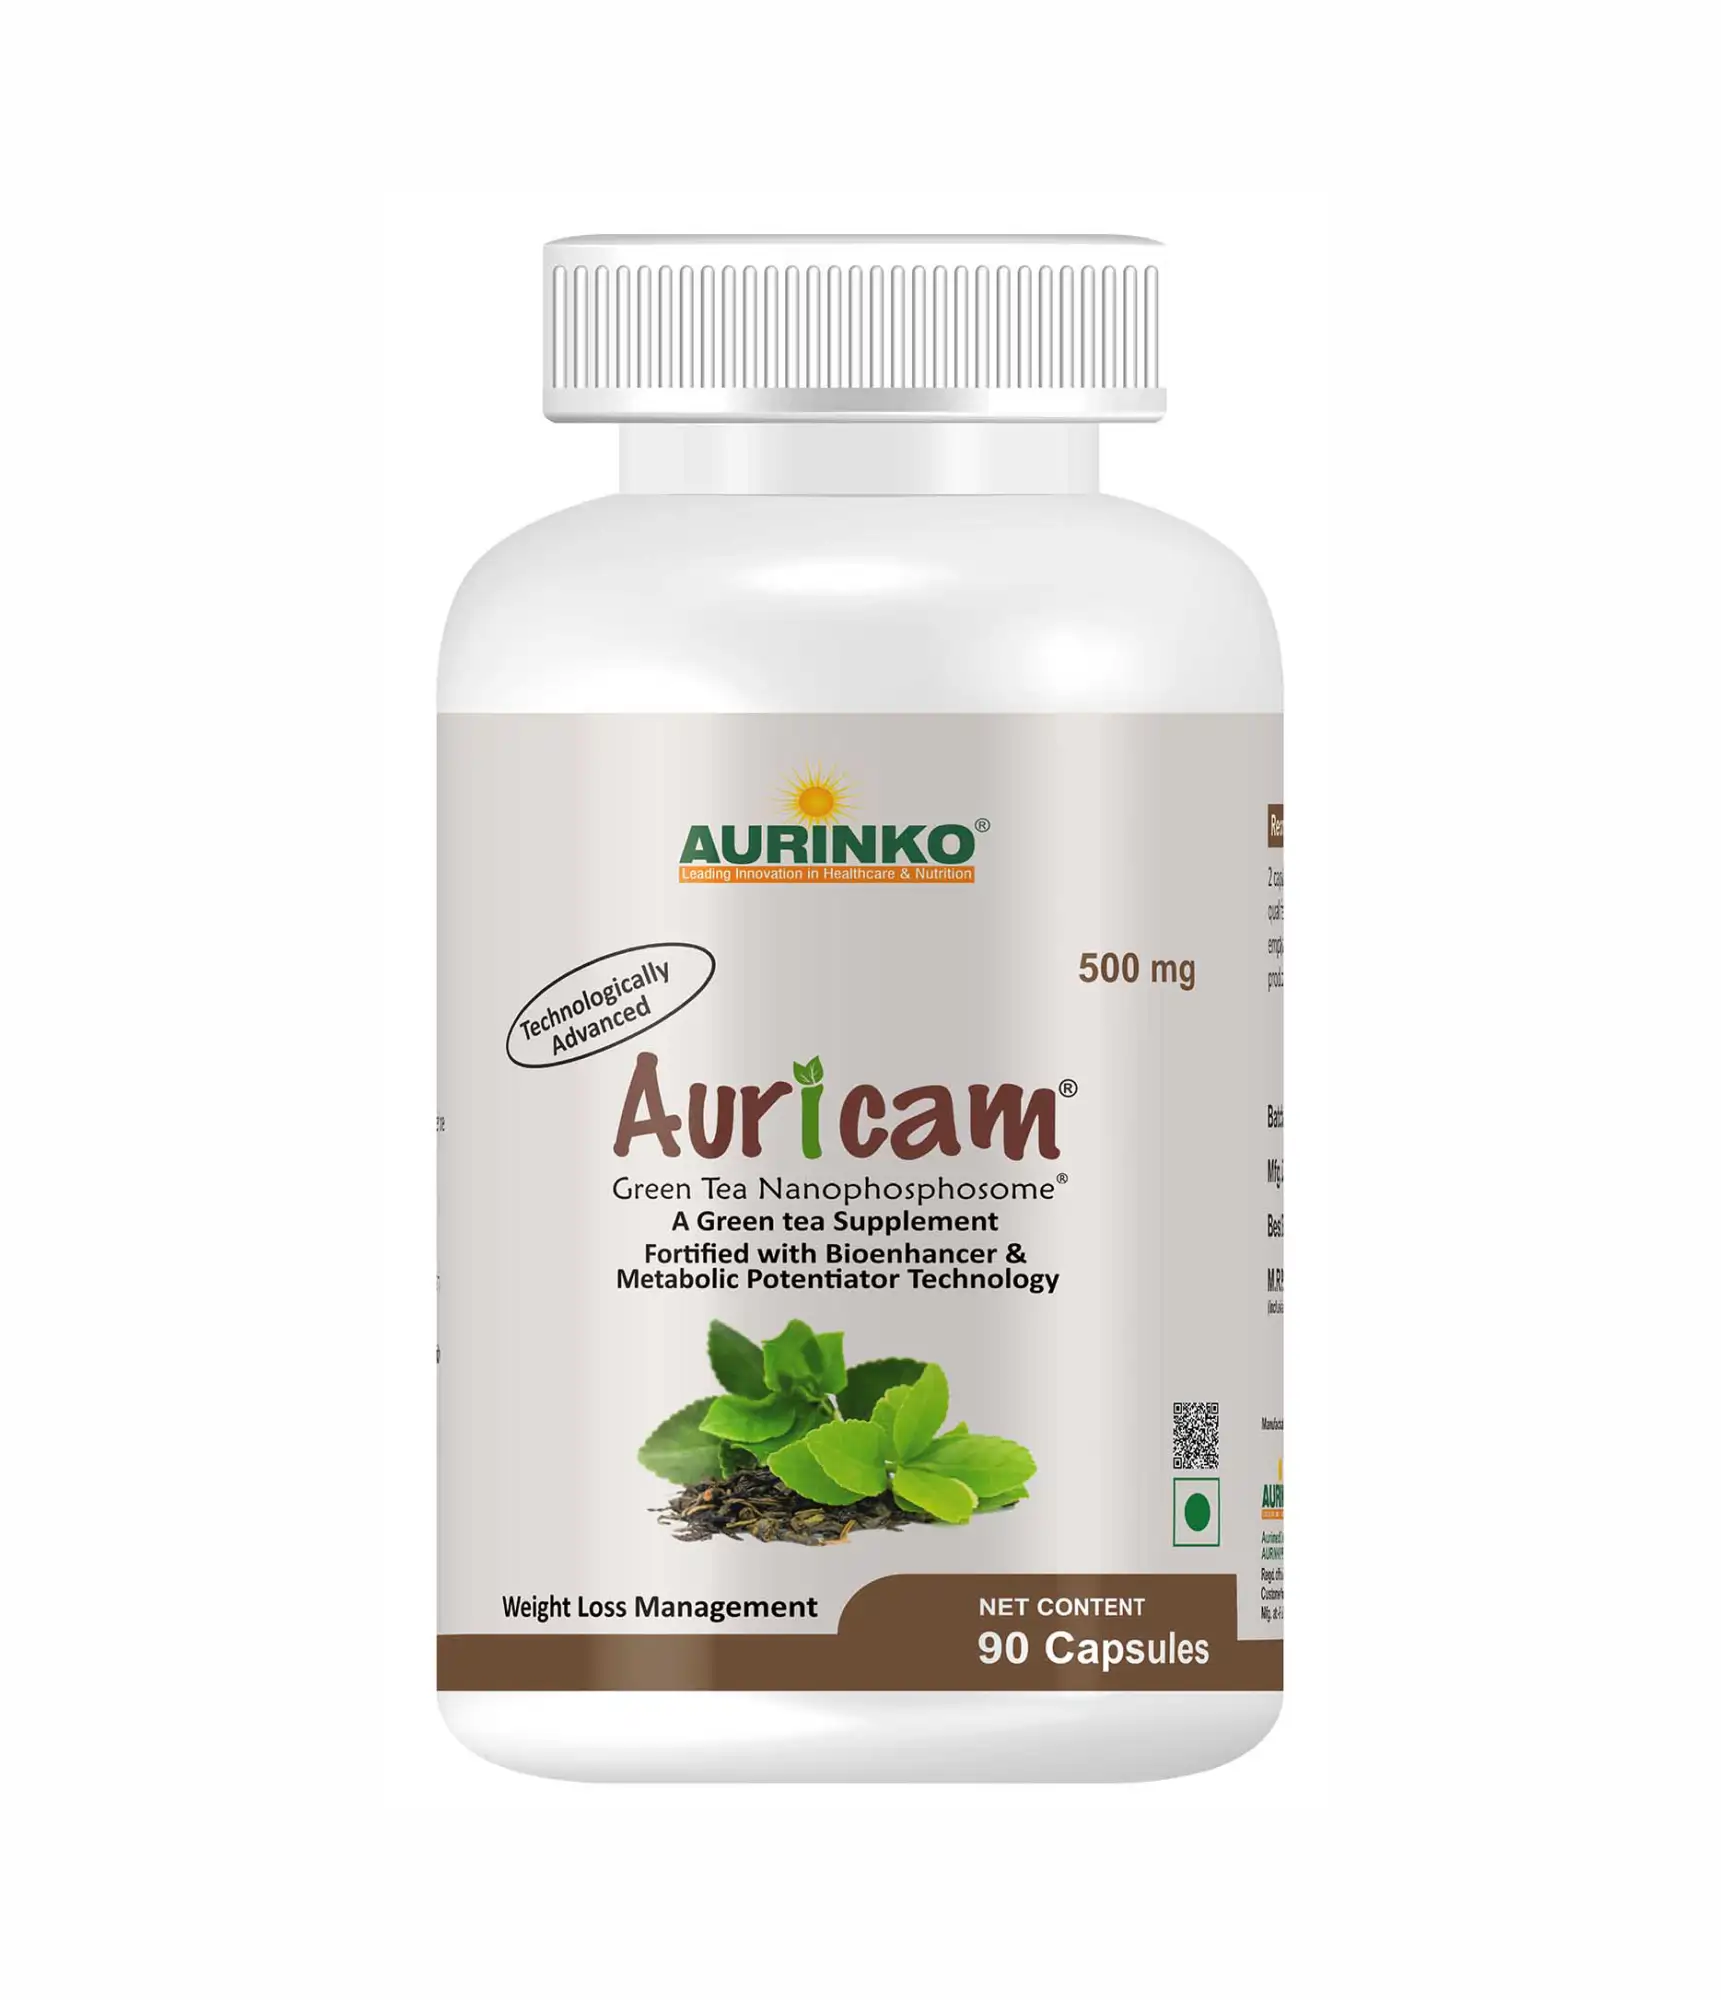 AURINKO®
Leading Innovation in Healthcare & Nutrition
500 mg
Technologically
Advanced
Auricam®
Green Tea Nanophosphosome®
A Green tea Supplement
Fortified with Bioenhancer &
Metabolic Potentiator Technology
Weight Loss Management
NET CONTENT
90 Capsules